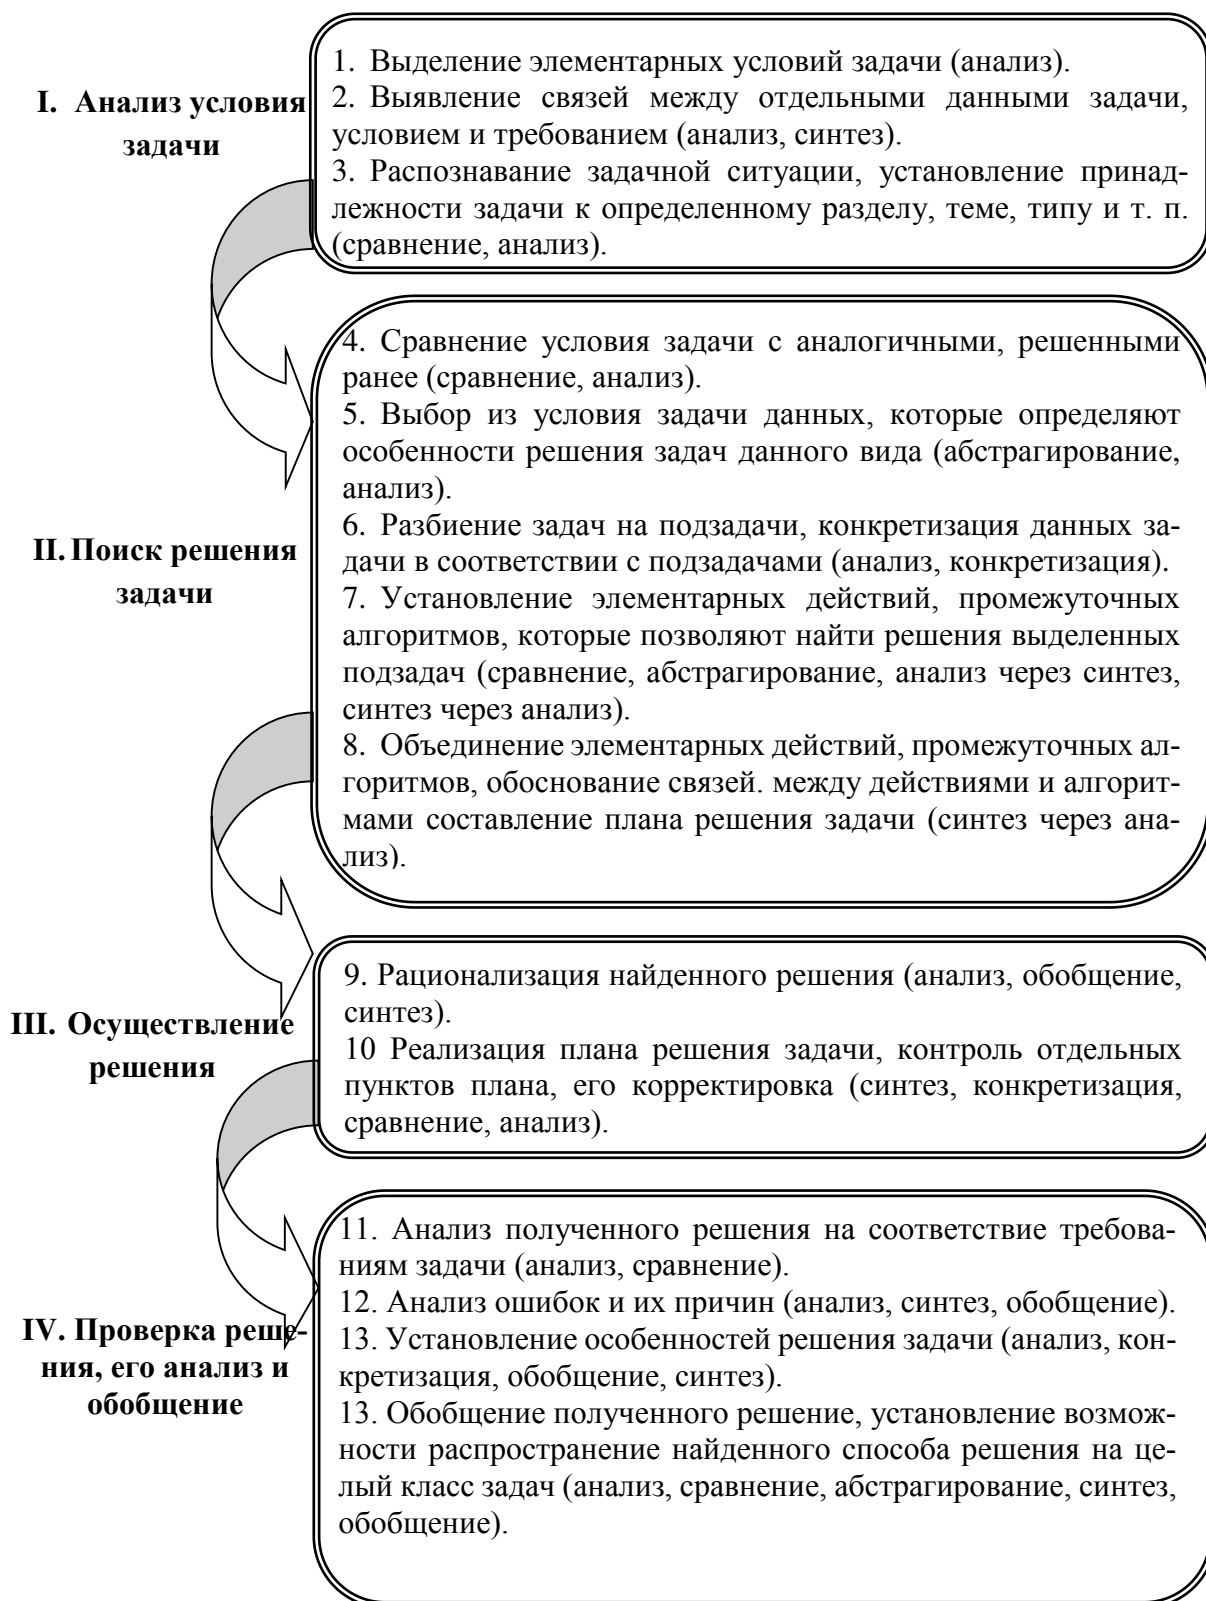 I. Анализ условия
задачи
1. Выделение элементарных условий задачи (анализ).
2. Выявление связей между отдельными данными задачи,
условием и требованием (анализ, синтез).
3. Распознавание задачной ситуации, установление принад-
лежности задачи к определенному разделу, теме, типу и т. п.
(сравнение, анализ).
II. Поиск решения
задачи
4. Сравнение условия задачи с аналогичными, решенными
ранее (сравнение, анализ).
5. Выбор из условия задачи данных, которые определяют
особенности решения задач данного вида (абстрагирование,
анализ).
6. Разбиение задач на подзадачи, конкретизация данных за-
дачи в соответствии с подзадачами (анализ, конкретизация).
7. Установление элементарных действий, промежуточных
алгоритмов, которые позволяют найти решения выделенных
подзадач (сравнение, абстрагирование, анализ через синтез,
синтез через анализ).
8. Объединение элементарных действий, промежуточных ал-
горитмов, обоснование связей. между действиями и алгорит-
мами составление плана решения задачи (синтез через ана-
лиз).
III. Осуществление
решения
9. Рационализация найденного решения (анализ, обобщение,
синтез).
10 Реализация плана решения задачи, контроль отдельных
пунктов плана, его корректировка (синтез, конкретизация,
сравнение, анализ).
IV. Проверка реше-
ния, его анализ и
обобщение
11. Анализ полученного решения на соответствие требова-
ниям задачи (анализ, сравнение).
12. Анализ ошибок и их причин (анализ, синтез, обобщение).
13. Установление особенностей решения задачи (анализ, кон-
кретизация, обобщение, синтез).
13. Обобщение полученного решение, установление возмож-
ности распространение найденного способа решения на це-
лый класс задач (анализ, сравнение, абстрагирование, синтез,
обобщение).